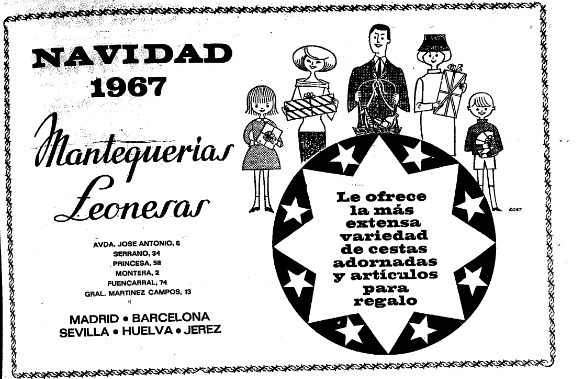 NAVIDAD
1967
Mantequerias
Leonesas
AVDA. JOSE ANTONIO, 6
SERRANO, 34
PRINCESA, 58
MONTERA, 2
FUENCARRAL, 74
GRAL. MARTINEZ CAMPOS, 13
MADRID • BARCELONA
SEVILLA • HUELVA • JEREZ
Le ofrece
la más
extensa
variedad
de cestas
adornadas
y artículos
para
regalo